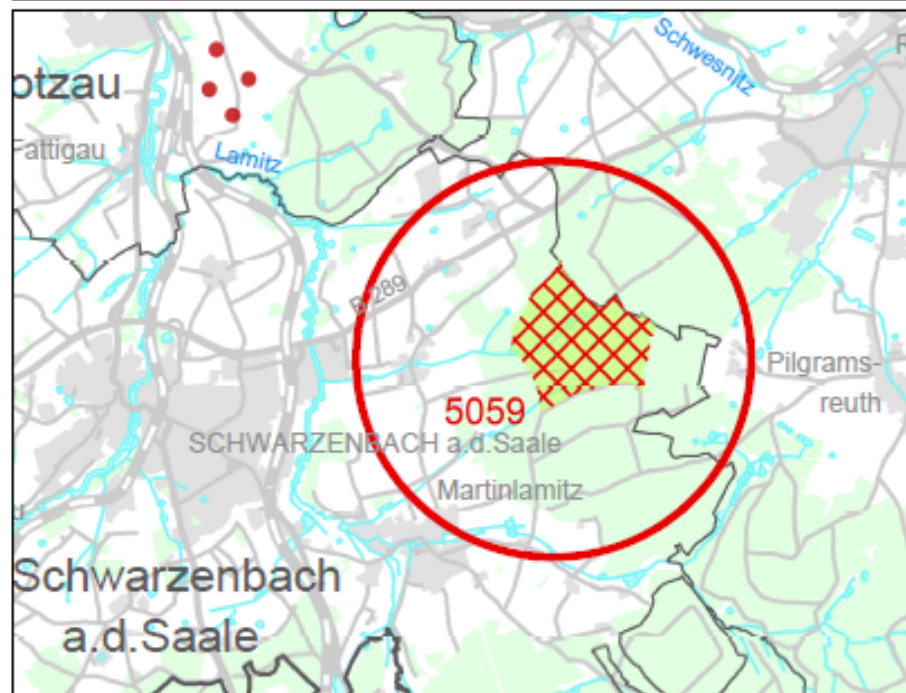 Schwesnitz
R
otzau
Fattigau
Lamitz
B 289
Pilgrams-
reuth
5059
SCHWARZENBACH a.d.Saale
Martinlamitz
u
Schwarzenbach
a.d.Saale